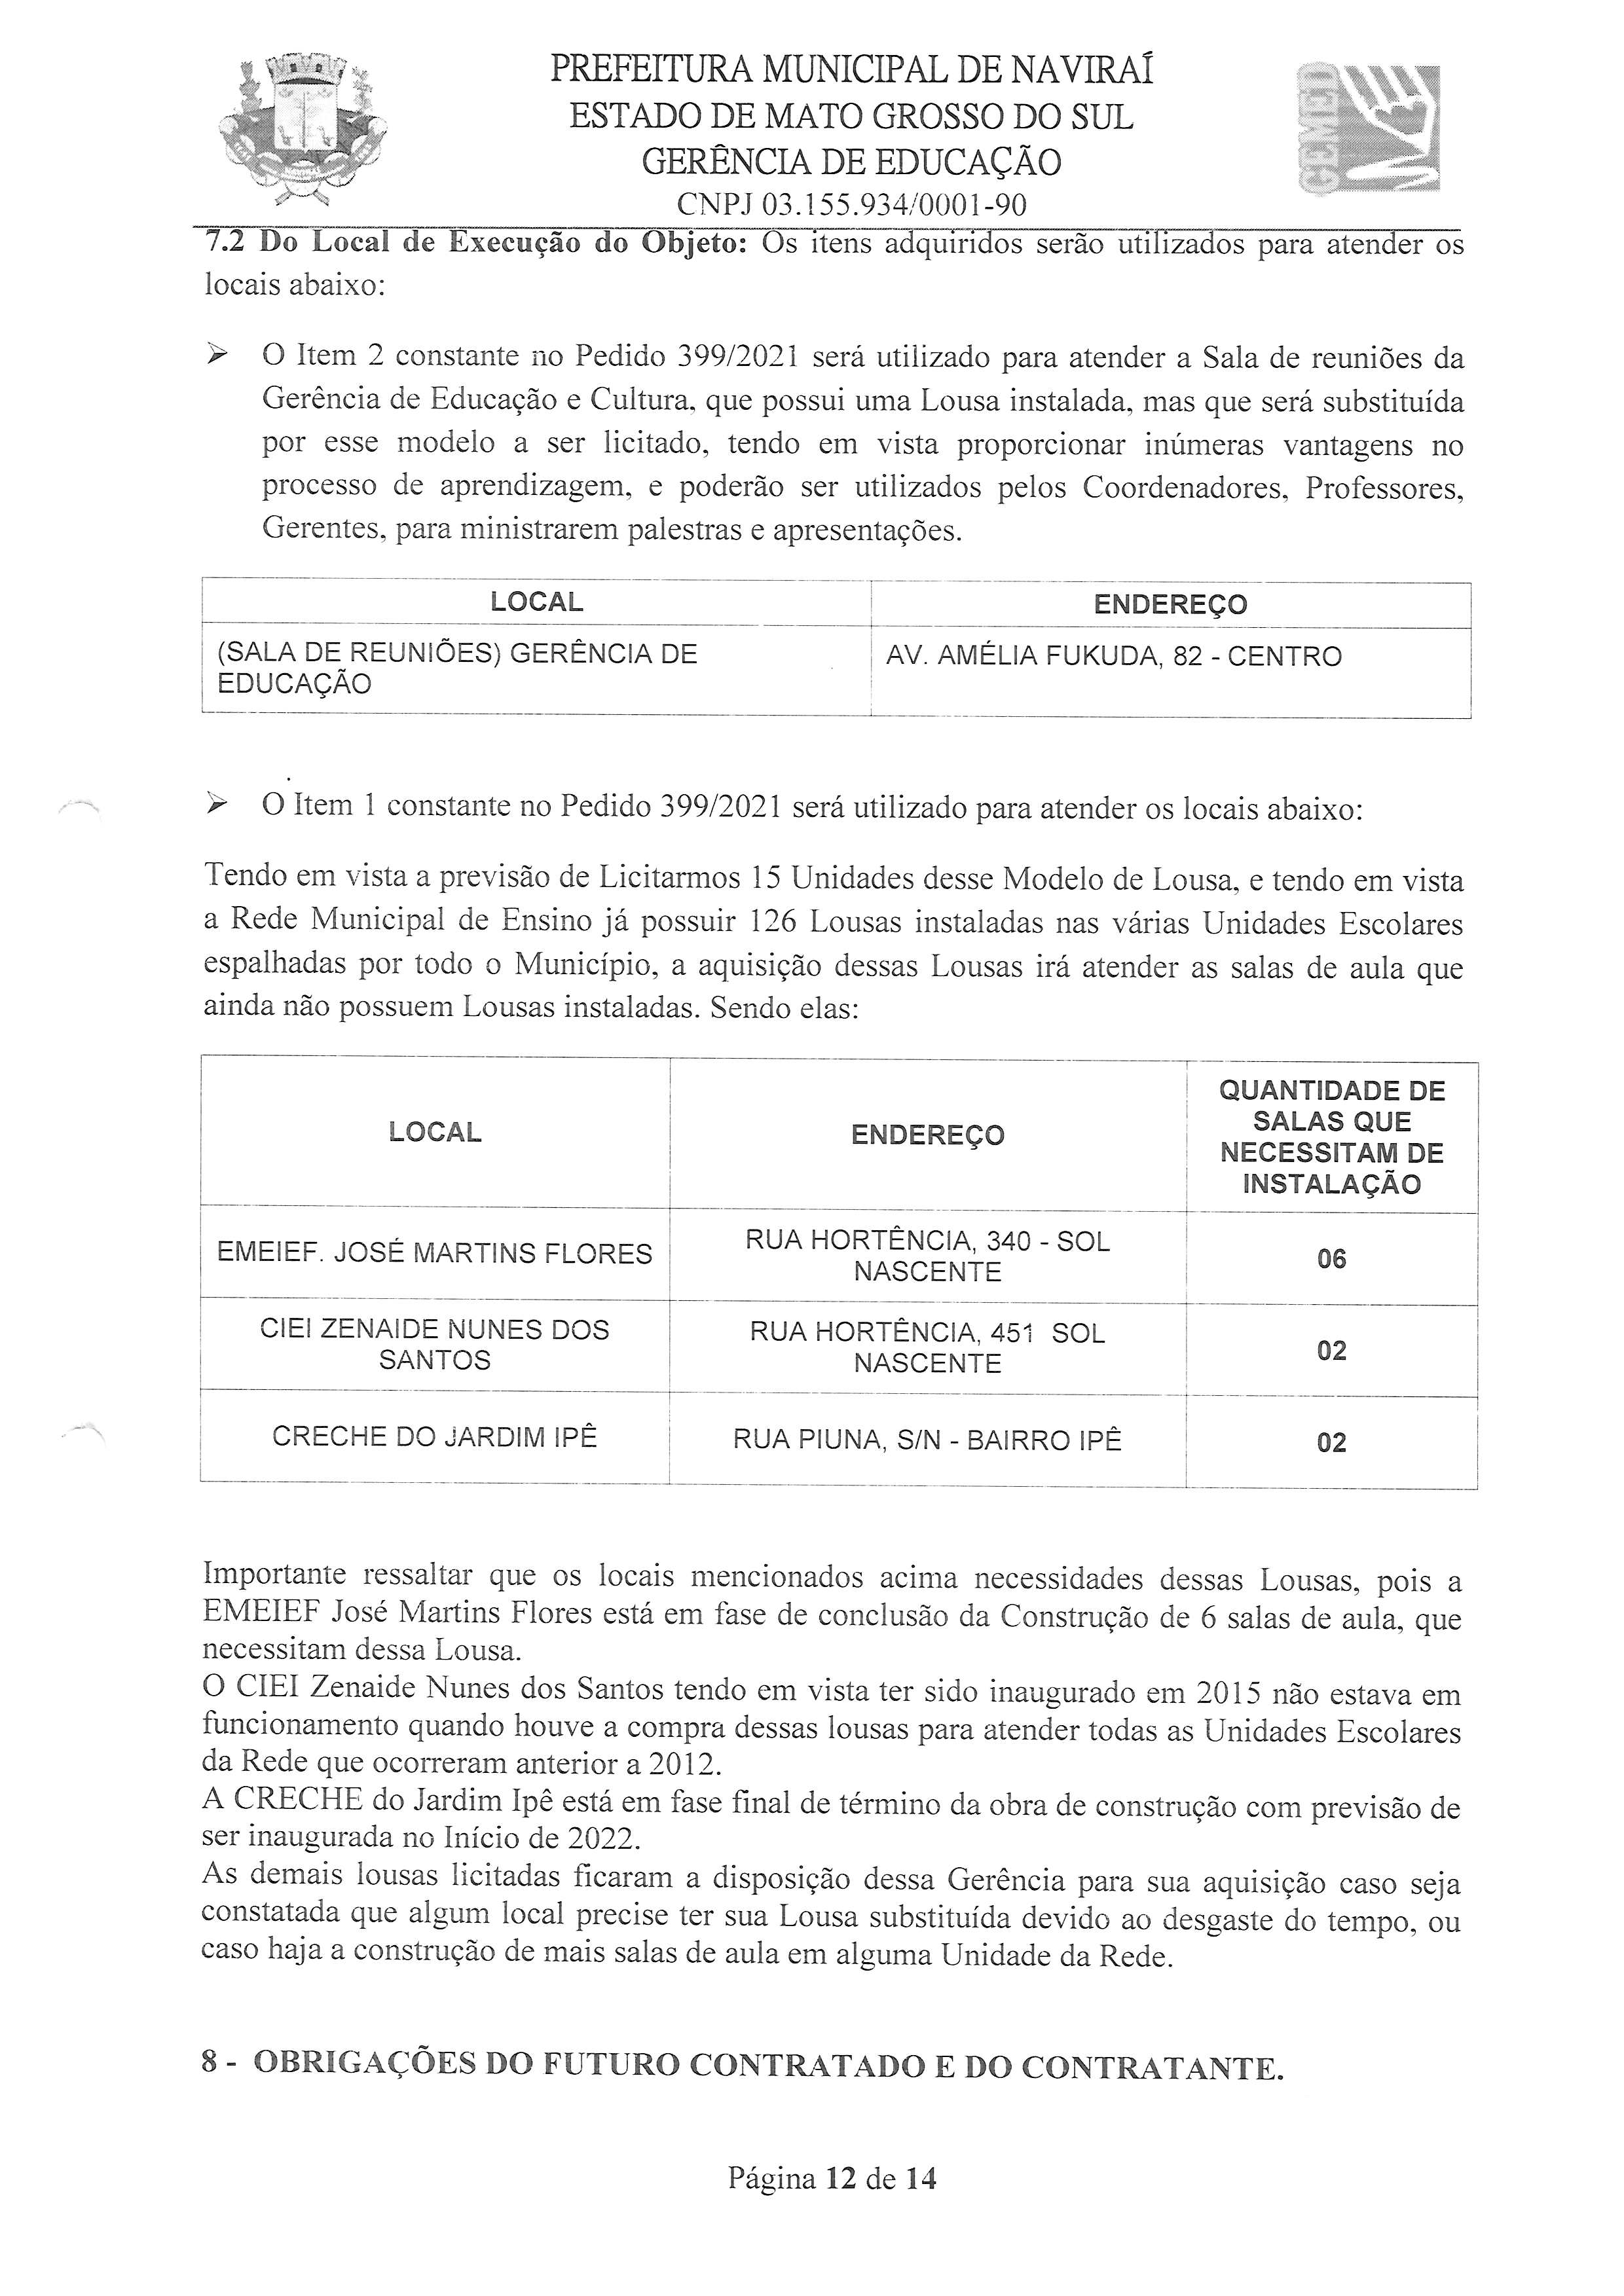 PREFEITURA MUNICIPAL DE NAVIRAÍ
ESTADO DE MATO GROSSO DO SUL
GERÊNCIA DE EDUCAÇÃO
CNPJ 03.155.934/0001-90
GEMED
7.2 Do Local de Execução do Objeto: Os itens adquiridos serão utilizados para atender os
locais abaixo:
➢ O Item 2 constante no Pedido 399/2021 será utilizado para atender a Sala de reuniões da
Gerência de Educação e Cultura, que possui uma Lousa instalada, mas que será substituída
por esse modelo a ser licitado, tendo em vista proporcionar inúmeras vantagens no
processo de aprendizagem, e poderão ser utilizados pelos Coordenadores, Professores,
Gerentes, para ministrarem palestras e apresentações.
LOCAL ENDEREÇO
(SALA DE REUNIÕES) GERÊNCIA DE
EDUCAÇÃO
AV. AMÉLIA FUKUDA, 82 - CENTRO
➢ O Item 1 constante no Pedido 399/2021 será utilizado para atender os locais abaixo:
Tendo em vista a previsão de Licitarmos 15 Unidades desse Modelo de Lousa, e tendo em vista
a Rede Municipal de Ensino já possuir 126 Lousas instaladas nas várias Unidades Escolares
espalhadas por todo o Município, a aquisição dessas Lousas irá atender as salas de aula que
ainda não possuem Lousas instaladas. Sendo elas:
LOCAL
ENDEREÇO
QUANTIDADE DE
SALAS QUE
NECESSITAM DE
INSTALAÇÃO
EMEIEF. JOSÉ MARTINS FLORES
RUA HORTÊNCIA, 340 - SOL
NASCENTE
06
CIEI ZENAIDE NUNES DOS
SANTOS
RUA HORTÊNCIA, 451 SOL
NASCENTE
02
CRECHE DO JARDIM IPÊ
RUA PIUNA, S/N - BAIRRO IPÊ
02
Importante ressaltar que os locais mencionados acima necessidades dessas Lousas, pois a
EMEIEF José Martins Flores está em fase de conclusão da Construção de 6 salas de aula, que
necessitam dessa Lousa.
O CIEI Zenaide Nunes dos Santos tendo em vista ter sido inaugurado em 2015 não estava em
funcionamento quando houve a compra dessas lousas para atender todas as Unidades Escolares
da Rede que ocorreram anterior a 2012.
A CRECHE do Jardim Ipê está em fase final de término da obra de construção com previsão de
ser inaugurada no Início de 2022.
As demais lousas licitadas ficaram a disposição dessa Gerência para sua aquisição caso seja
constatada que algum local precise ter sua Lousa substituída devido ao desgaste do tempo, ou
caso haja a construção de mais salas de aula em alguma Unidade da Rede.
8 - OBRIGAÇÕES DO FUTURO CONTRATADO E DO CONTRATANTE.
Página 12 de 14